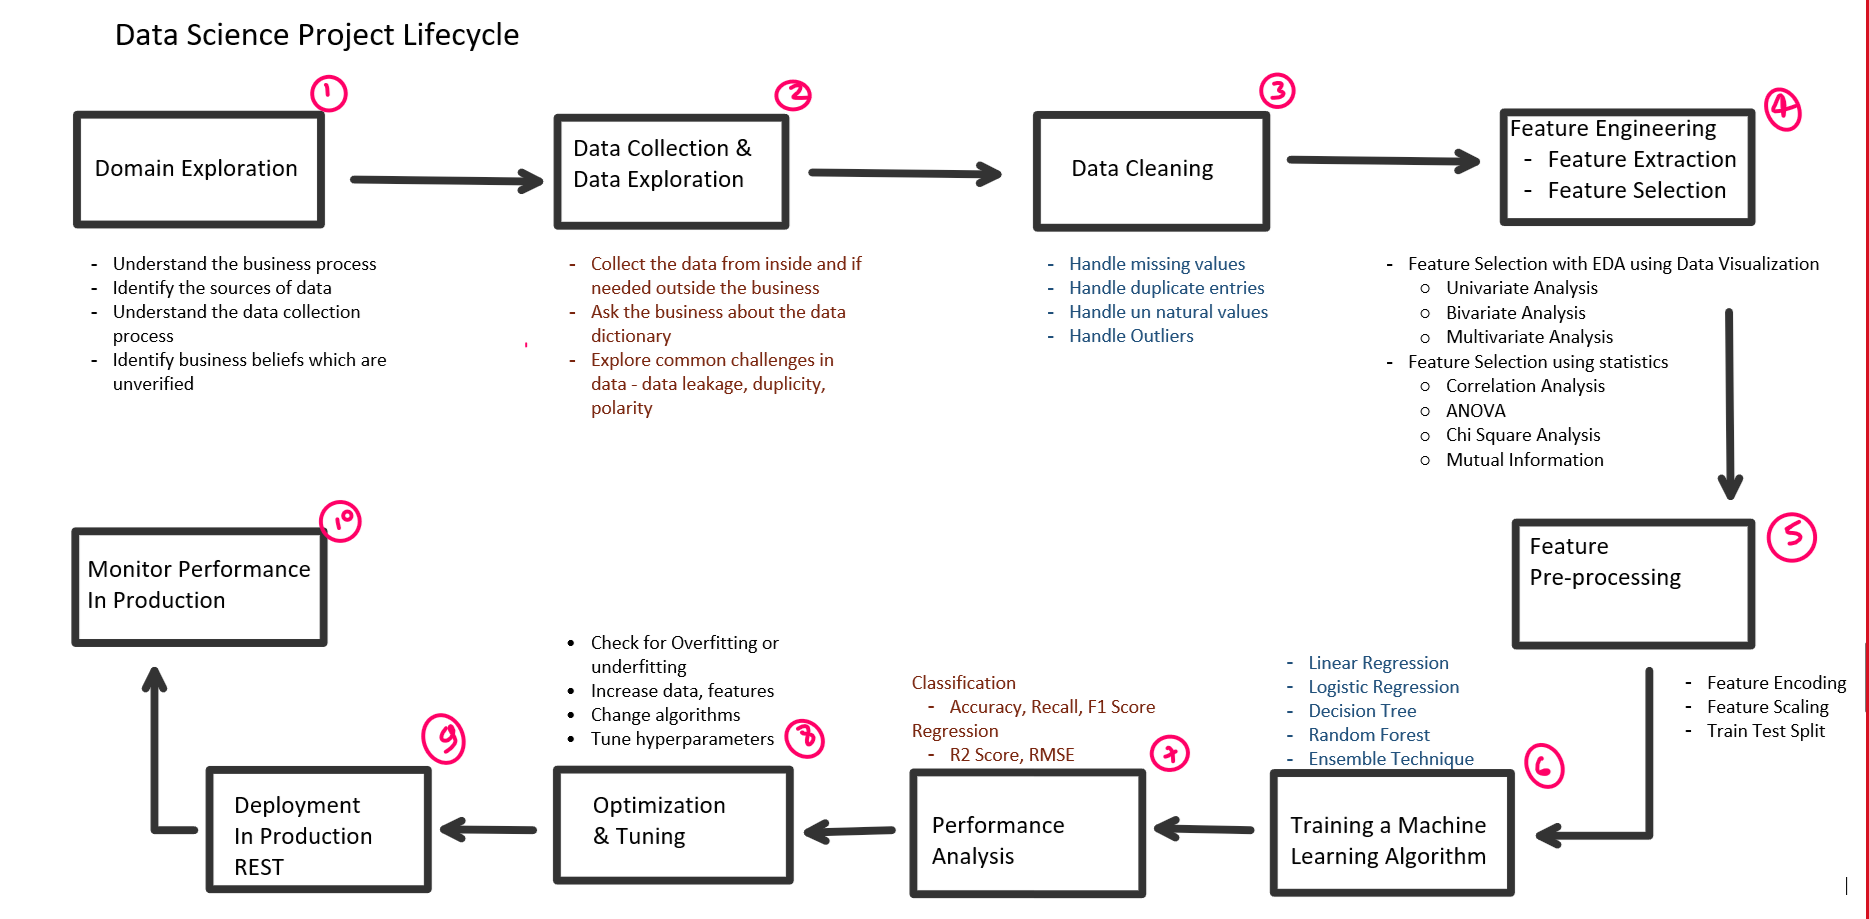 Data Science Project Lifecycle
1
Domain Exploration
- Understand the business process
- Identify the sources of data
- Understand the data collection
process
- Identify business beliefs which are
unverified
2
Data Collection &
Data Exploration
- Collect the data from inside and if
needed outside the business
- Ask the business about the data
dictionary
- Explore common challenges in
data - data leakage, duplicity,
polarity
3
Data Cleaning
- Handle missing values
- Handle duplicate entries
- Handle un natural values
- Handle Outliers
4
Feature Engineering
- Feature Extraction
- Feature Selection
- Feature Selection with EDA using Data Visualization
o Univariate Analysis
o Bivariate Analysis
o Multivariate Analysis
- Feature Selection using statistics
o Correlation Analysis
o ANOVA
o Chi Square Analysis
o Mutual Information
5
Feature
Pre-processing
- Feature Encoding
- Feature Scaling
- Train Test Split
- Linear Regression
- Logistic Regression
- Decision Tree
- Random Forest
- Ensemble Technique
6
Training a Machine
Learning Algorithm
Classification
- Accuracy, Recall, F1 Score
Regression
- R2 Score, RMSE
7
Performance
Analysis
• Check for Overfitting or
underfitting
• Increase data, features
• Change algorithms
• Tune hyperparameters
8
Optimization
& Tuning
9
Deployment
In Production
REST
10
Monitor Performance
In Production